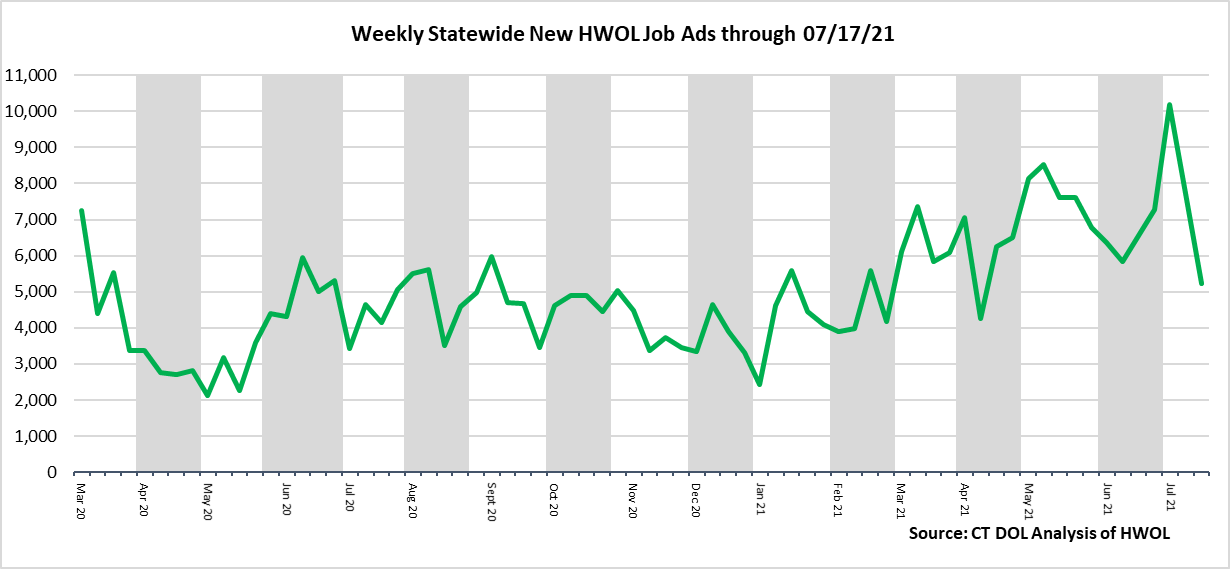 Weekly Statewide New HWOL Job Ads through 07/17/21
11,000
10,000
9,000
8,000
7,000
6,000
5,000
4,000
3,000
2,000
1,000
0
Mar 20
Apr 20
May 20
Jun 20
Jul 20
Aug 20
Sept 20
Oct 20
Nov 20
Dec 20
Jan 21
Feb 21
Mar 21
Apr 21
May 21
Jun 21
Jul 21
Source: CT DOL Analysis of HWOL